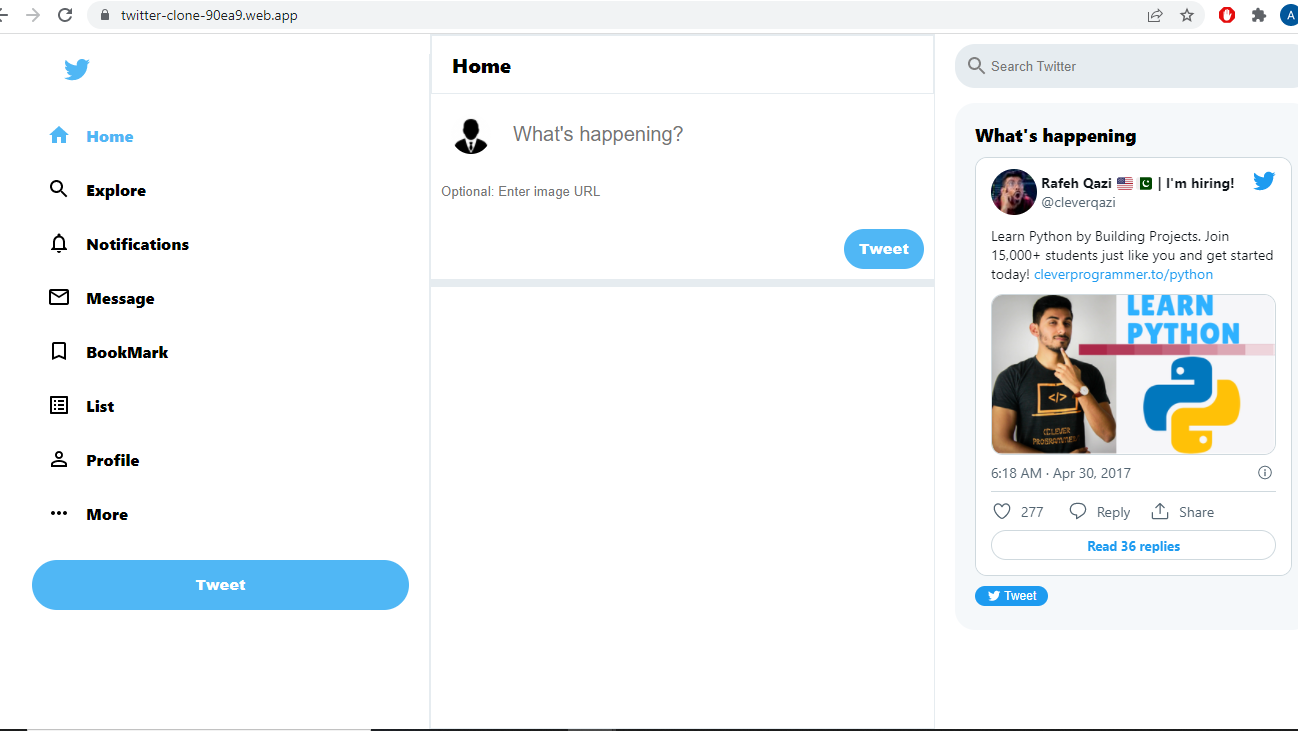 twitter-clone-90ea9.web.app
A
Home
Explore
Notifications
Message
BookMark
List
Profile
More
Tweet
Home
What's happening?
Optional: Enter image URL
Tweet
Search Twitter
What's happening
Rafeh Qazi 🇺🇸 🇵🇰 | I'm hiring!
@cleverqazi
Learn Python by Building Projects. Join
15,000+ students just like you and get started
today! cleverprogrammer.to/python
LEARN
PYTHON
</>
CLEVER
PROGRAMMER
6:18 AM · Apr 30, 2017
277 Reply Share
Read 36 replies
Tweet